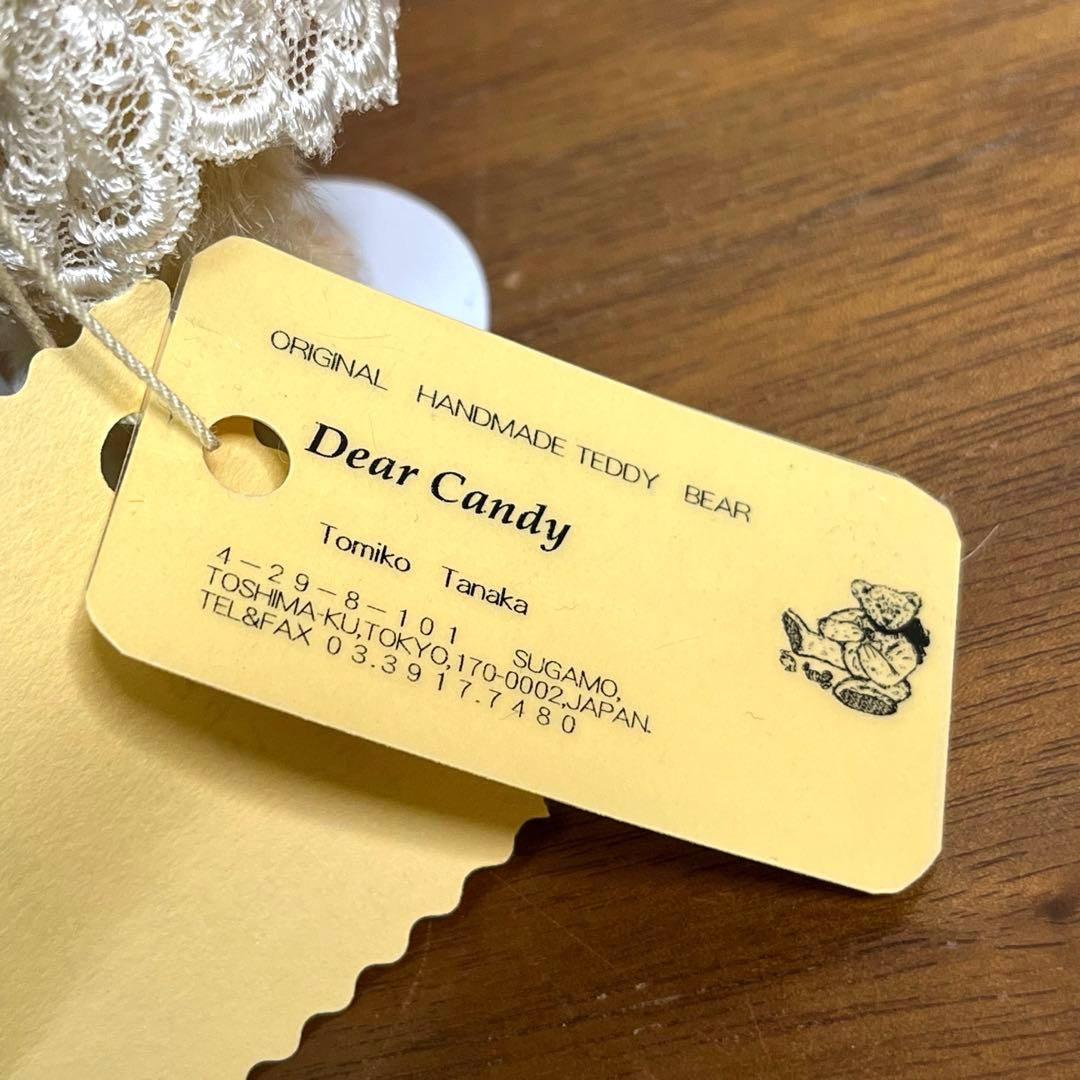 ORIGINAL HANDMADE TEDDY BEAR
Dear Candy
Tomiko Tanaka
4-29-8-101 SUGAMO,
TOSHIMA-KU,TOKYO,170-0002,JAPAN.
TEL&FAX 03.3917.7480